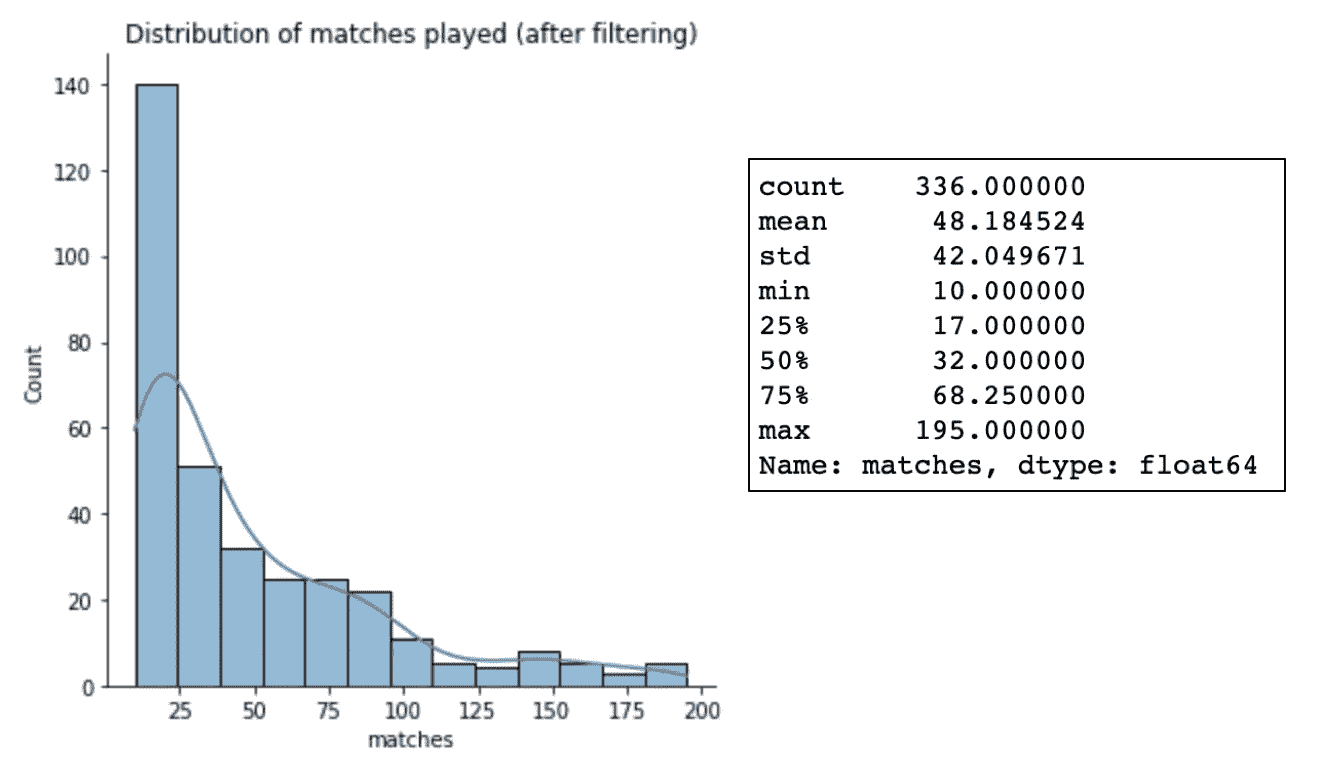 Distribution of matches played (after filtering)
140
120
100
80
60
40
20
0
Count
25 50 75 100 125 150 175 200
matches
count 336.000000
mean 48.184524
std 42.049671
min 10.000000
25% 17.000000
50% 32.000000
75% 68.250000
max 195.000000
Name: matches, dtype: float64